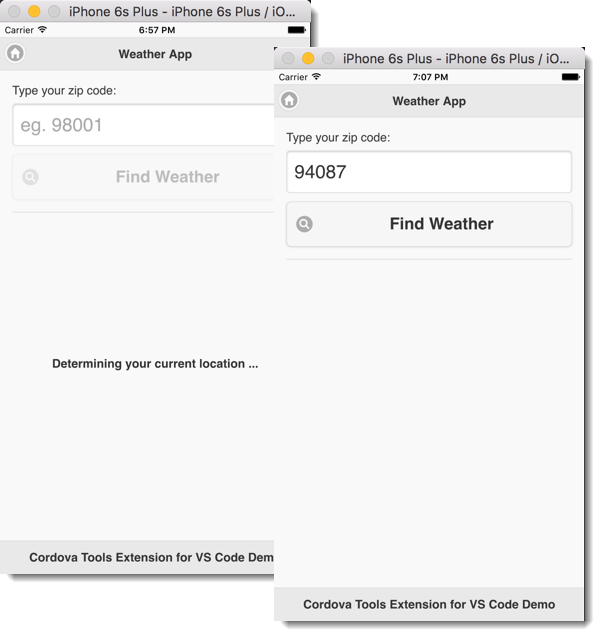 iPhone 6s Plus - iPhone 6s Plus / iO...
Carrier 6:57 PM
Weather App
Type your zip code:
eg. 98001
Find Weather
Determining your current location ...
Cordova Tools Extension for VS Code Dem
iPhone 6s Plus - iPhone 6s Plus / iO...
Carrier 7:07 PM
Weather App
Type your zip code:
94087
Find Weather
Cordova Tools Extension for VS Code Demo